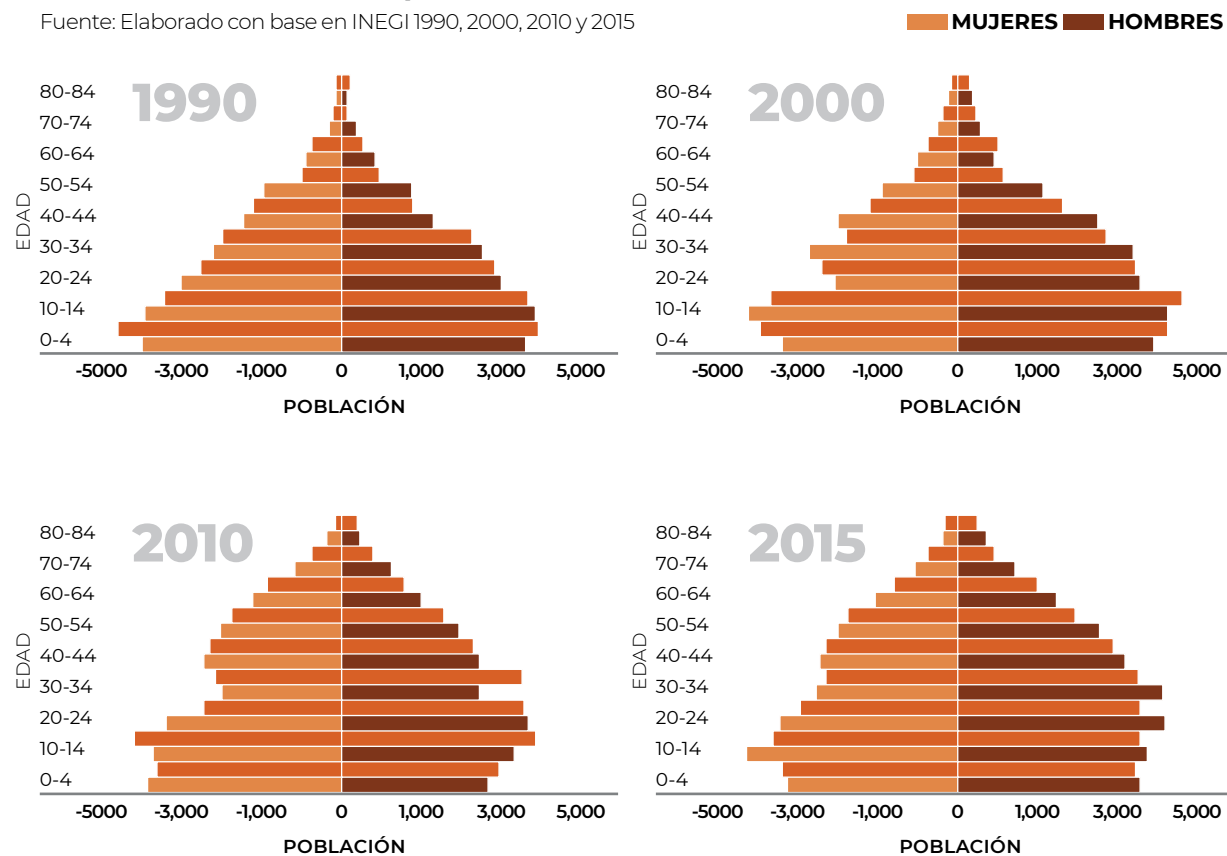 Fuente: Elaborado con base en INEGI 1990, 2000, 2010 y 2015
MUJERES HOMBRES
1990
EDAD
80-84
70-74
60-64
50-54
40-44
30-34
20-24
10-14
0-4
-5000 -3,000 -1,000 0 1,000 3,000 5,000
POBLACIÓN
2000
EDAD
80-84
70-74
60-64
50-54
40-44
30-34
20-24
10-14
0-4
-5000 -3,000 -1,000 0 1,000 3,000 5,000
POBLACIÓN
2010
EDAD
80-84
70-74
60-64
50-54
40-44
30-34
20-24
10-14
0-4
-5000 -3,000 -1,000 0 1,000 3,000 5,000
POBLACIÓN
2015
EDAD
80-84
70-74
60-64
50-54
40-44
30-34
20-24
10-14
0-4
-5000 -3,000 -1,000 0 1,000 3,000 5,000
POBLACIÓN